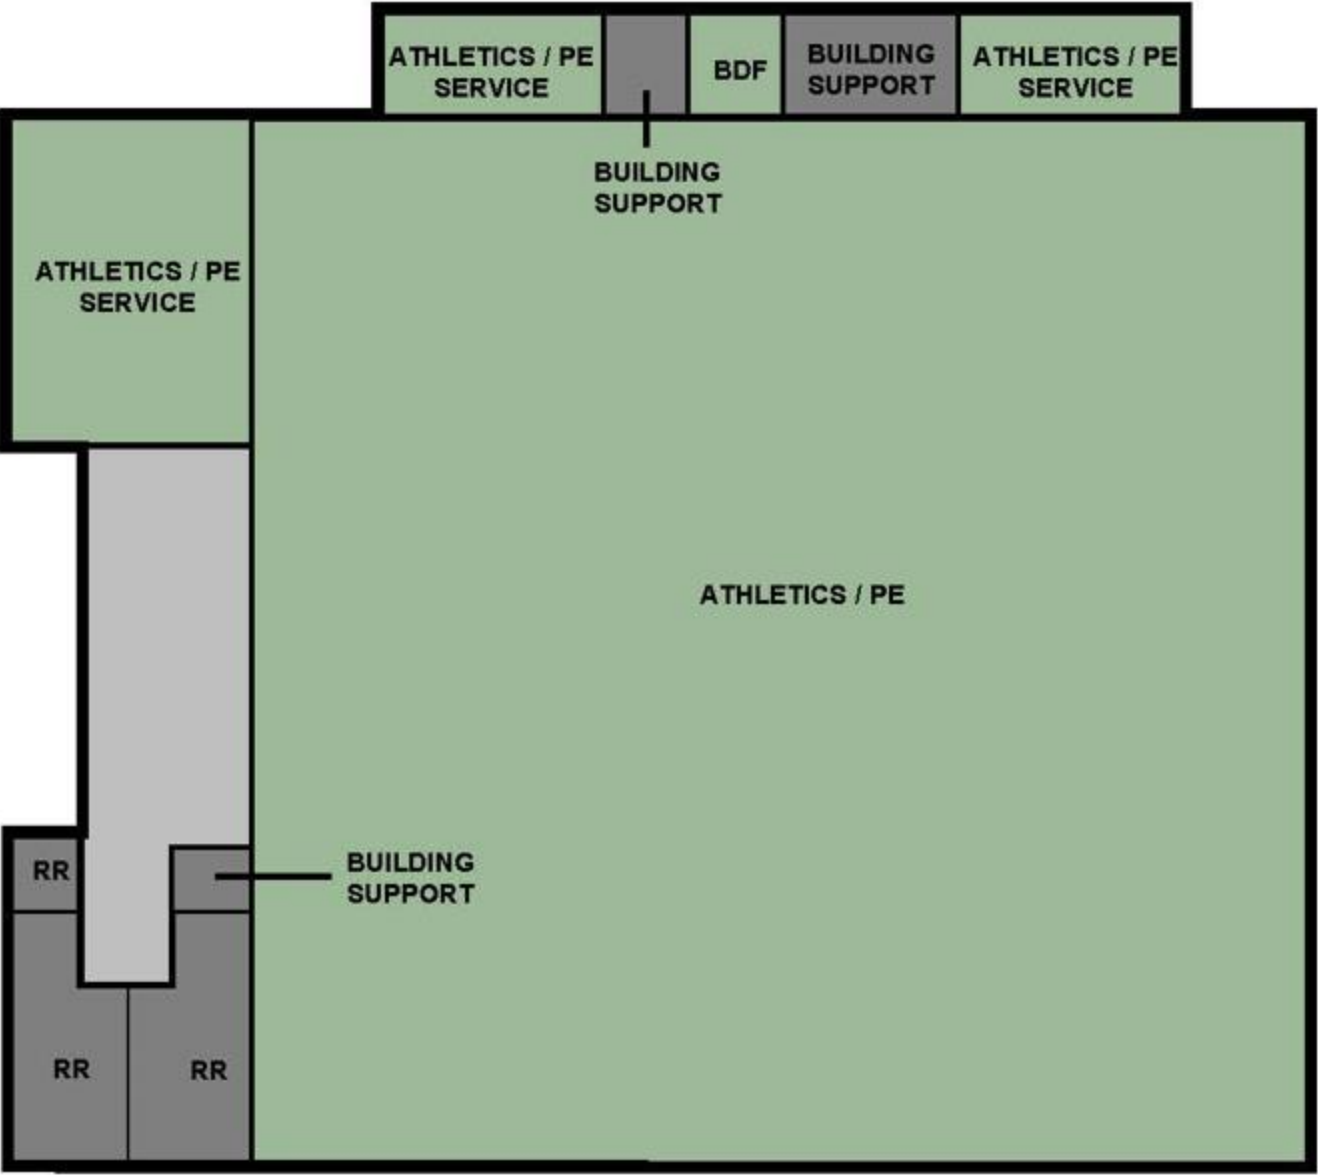 ATHLETICS / PE
SERVICE
BDF
BUILDING
SUPPORT
ATHLETICS / PE
SERVICE
BUILDING
SUPPORT
ATHLETICS / PE
SERVICE
ATHLETICS / PE
RR
BUILDING
SUPPORT
RR
RR